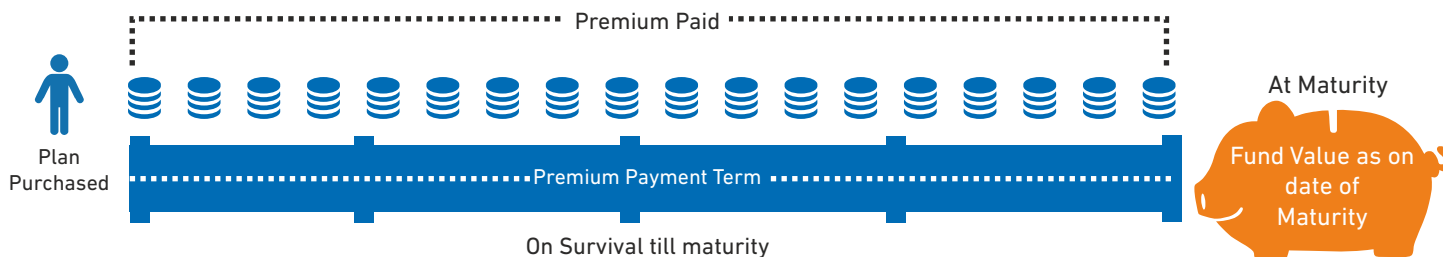 Premium Paid
Plan
Purchased
Premium Payment Term
On Survival till maturity
At Maturity
Fund Value as on
date of
Maturity